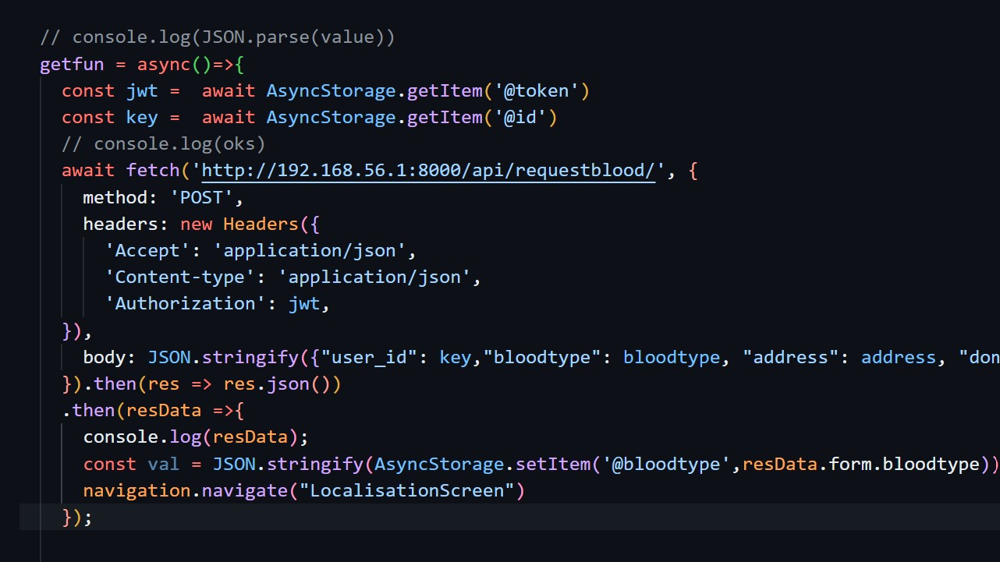 // console.log(JSON.parse(value))
getfun = async()=>{
const jwt =  await AsyncStorage.getItem('@token')
const key =  await AsyncStorage.getItem('@id')
// console.log(oks)
await fetch('http://192.168.56.1:8000/api/requestblood/', {
method: 'POST',
headers: new Headers({
'Accept': 'application/json',
'Content-type': 'application/json',
'Authorization': jwt,
}),
body: JSON.stringify({"user_id": key,"bloodtype": bloodtype, "address": address, "don
}).then(res => res.json())
.then(resData =>{
console.log(resData);
const val = JSON.stringify(AsyncStorage.setItem('@bloodtype',resData.form.bloodtype))
navigation.navigate("LocalisationScreen")
});